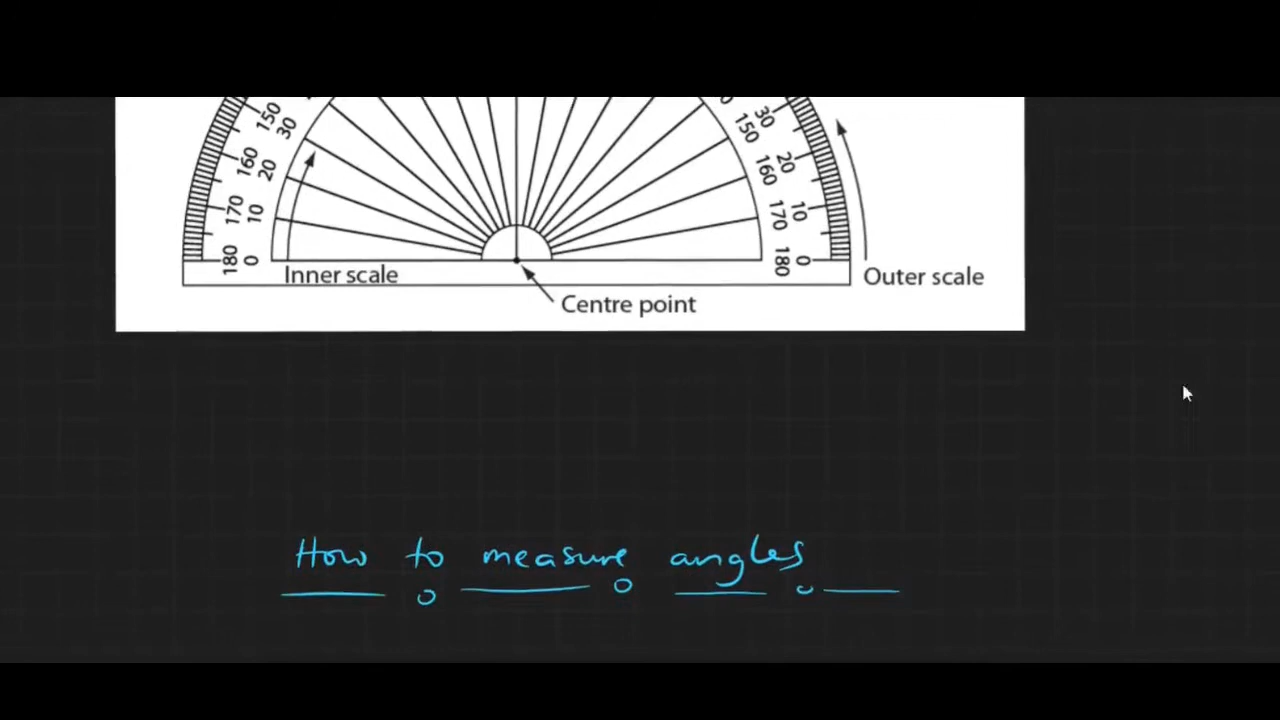 150 30
30 150
160 20
20 160
170 10
10 170
180 0
180 0
Inner scale
Outer scale
Centre point
How to measure angles